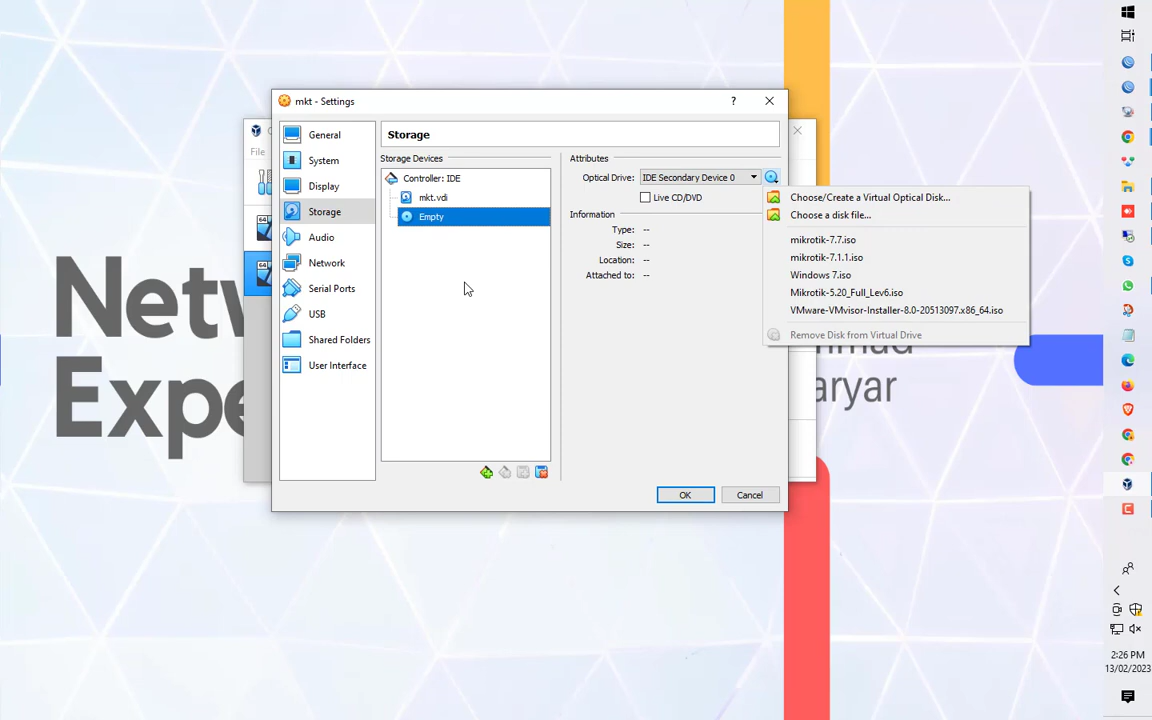 mkt - Settings
?
File
General
System
Display
Storage
Audio
Network
Serial Ports
USB
Shared Folders
User Interface
Storage
Storage Devices
Controller: IDE
mkt.vdi
Empty
Attributes
Optical Drive:
IDE Secondary Device 0
Live CD/DVD
Information
Type: --
Size: --
Location: --
Attached to: --
Choose/Create a Virtual Optical Disk...
Choose a disk file...
mikrotik-7.7.iso
mikrotik-7.1.1.iso
Windows 7.iso
Mikrotik-5.20_Full_Lev6.iso
VMware-VMvisor-Installer-8.0-20513097.x86_64.iso
Remove Disk from Virtual Drive
OK
Cancel
64
64
Netw
Expe
aryar
2:26 PM
13/02/2023